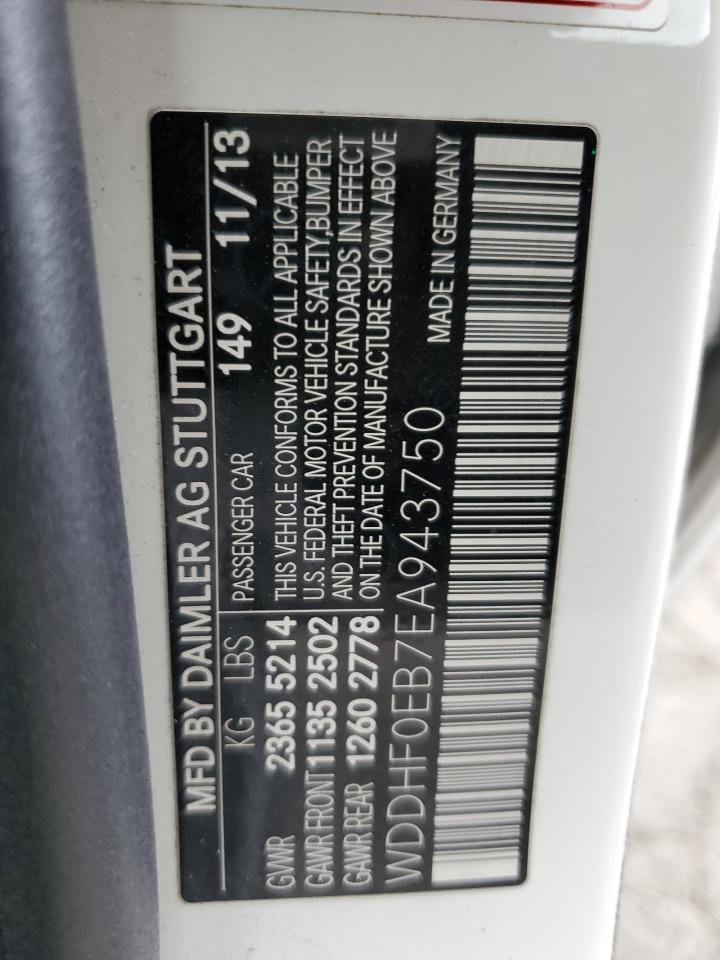 MFD BY DAIMLER AG STUTTGART
KG LBS PASSENGER CAR 149 11/13
GVWR 2365 5214
GAWR FRONT 1135 2502
GAWR REAR 1260 2778
THIS VEHICLE CONFORMS TO ALL APPLICABLE
U.S. FEDERAL MOTOR VEHICLE SAFETY,BUMPER
AND THEFT PREVENTION STANDARDS IN EFFECT
ON THE DATE OF MANUFACTURE SHOWN ABOVE
WDDHF0EB7EA943750 MADE IN GERMANY